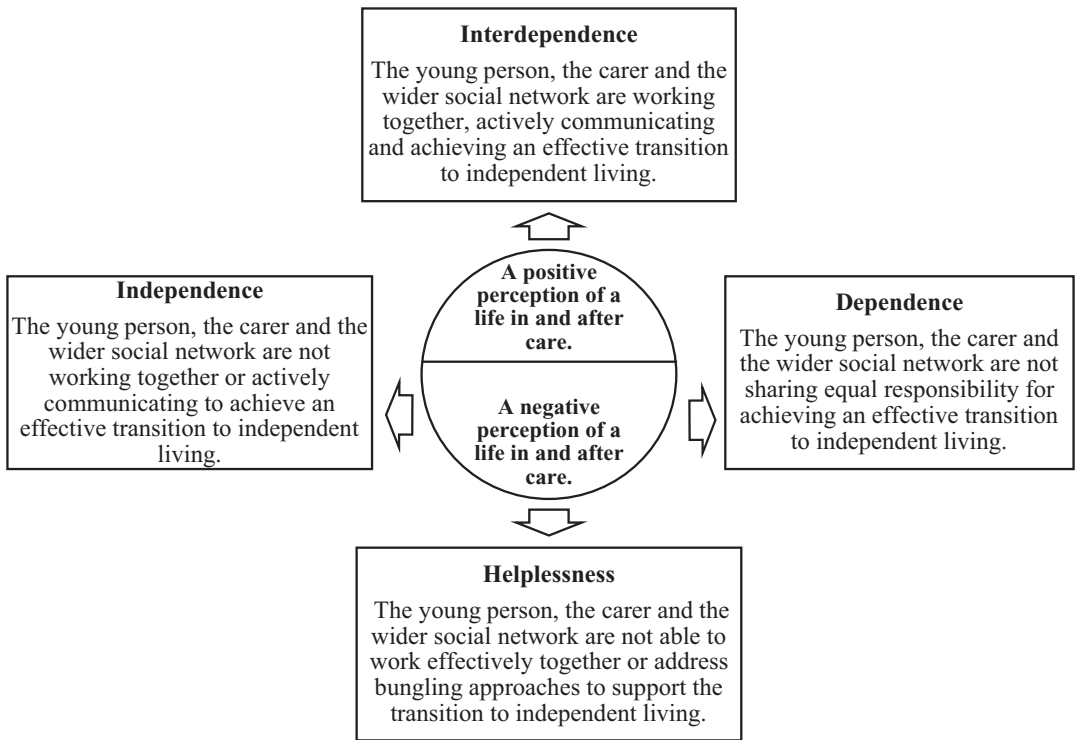 Interdependence
The young person, the carer and the
wider social network are working
together, actively communicating
and achieving an effective transition
to independent living.
Independence
The young person, the carer and the
wider social network are not
working together or actively
communicating to achieve an
effective transition to independent
living.
A positive
perception of a
life in and after
care.
A negative
perception of a
life in and after
care.
Dependence
The young person, the carer and
the wider social network are not
sharing equal responsibility for
achieving an effective transition
to independent living.
Helplessness
The young person, the carer and the
wider social network are not able to
work effectively together or address
bungling approaches to support the
transition to independent living.